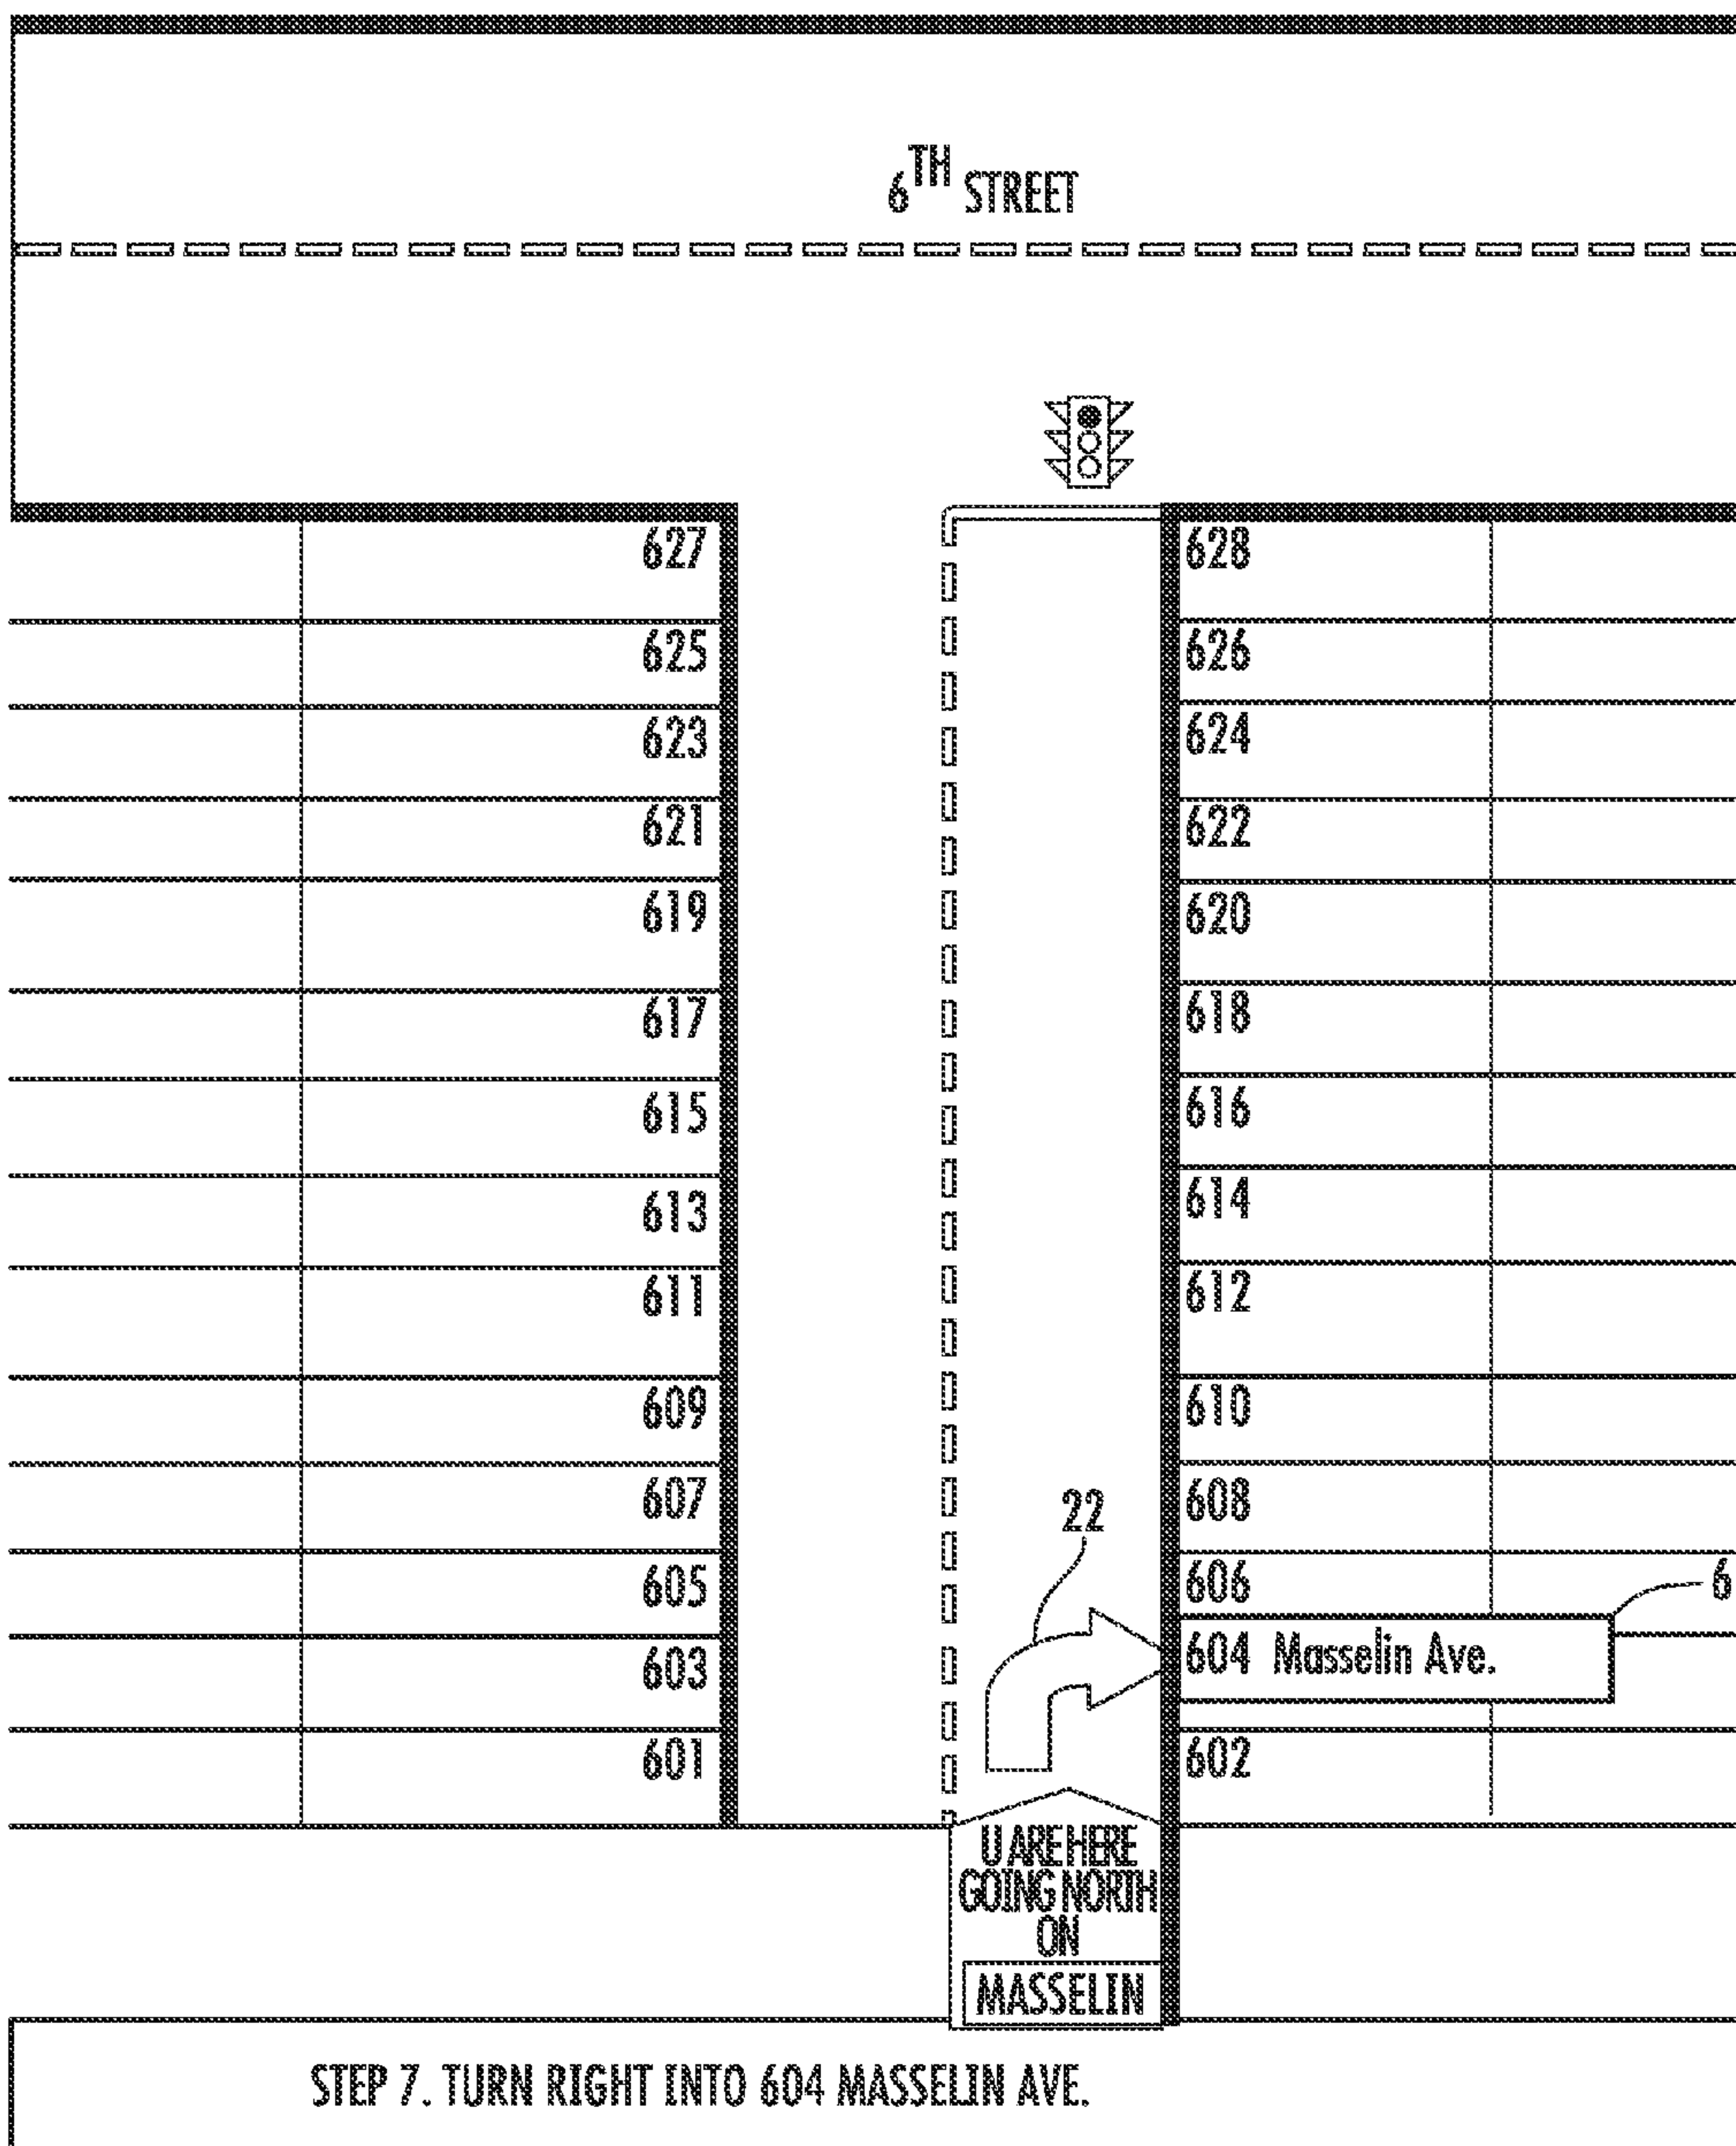 6TH STREET
627 628
625 626
623 624
621 622
619 620
617 618
615 616
613 614
611 612
609 610
607 22 608
605 606 6
603 604 Masselin Ave.
601 602
U ARE HERE
GOING NORTH
ON
MASSELIN
STEP 7. TURN RIGHT INTO 604 MASSELIN AVE.